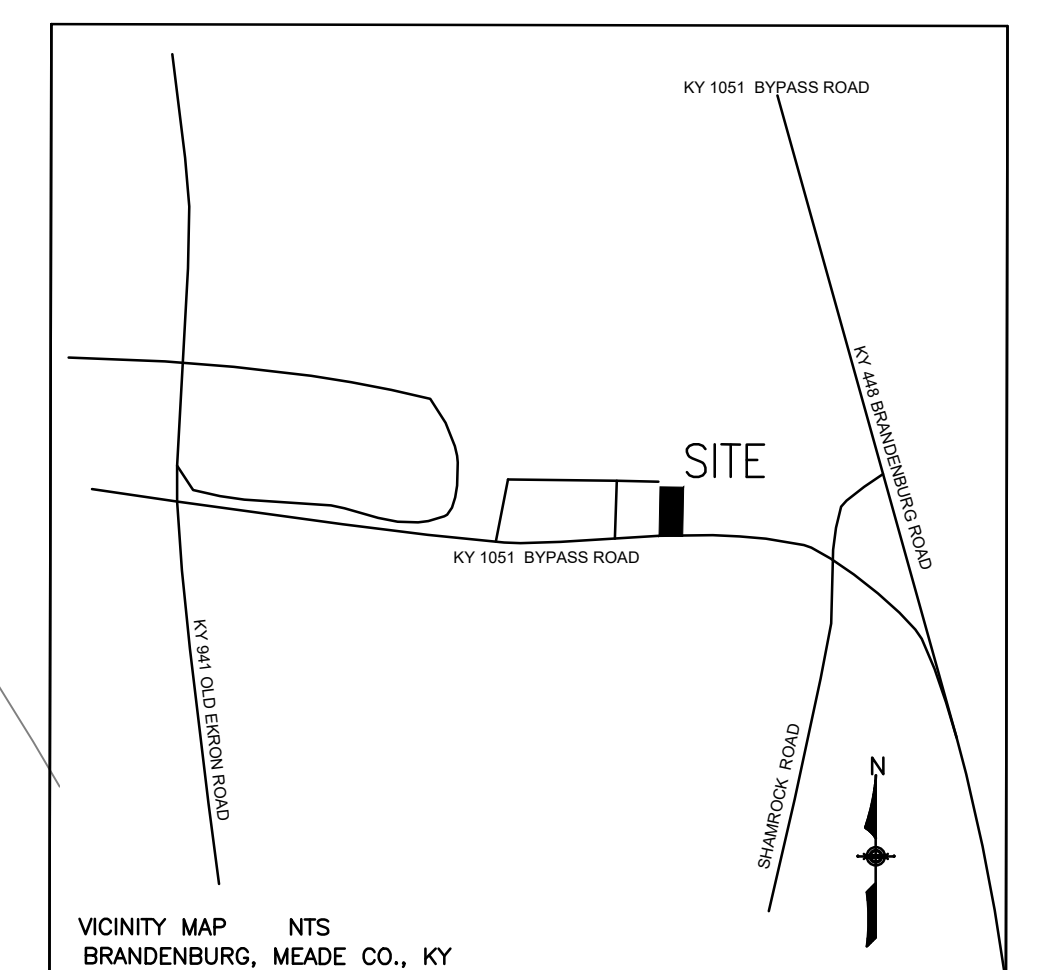 KY 1051 BYPASS ROAD
KY 448 BRANDENBURG ROAD
SITE
KY 1051 BYPASS ROAD
KY 941 OLD EKRON ROAD
SHAMROCK ROAD
N
VICINITY MAP NTS
BRANDENBURG, MEADE CO., KY